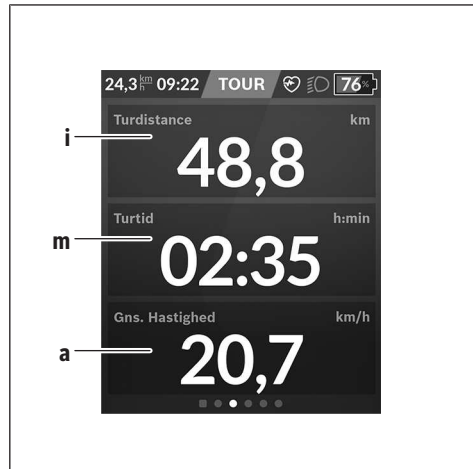 24,3 km/h 09:22 TOUR 76%
Turdistance km
i
48,8
Turtid h:min
m
02:35
Gns. Hastighed km/h
a
20,7